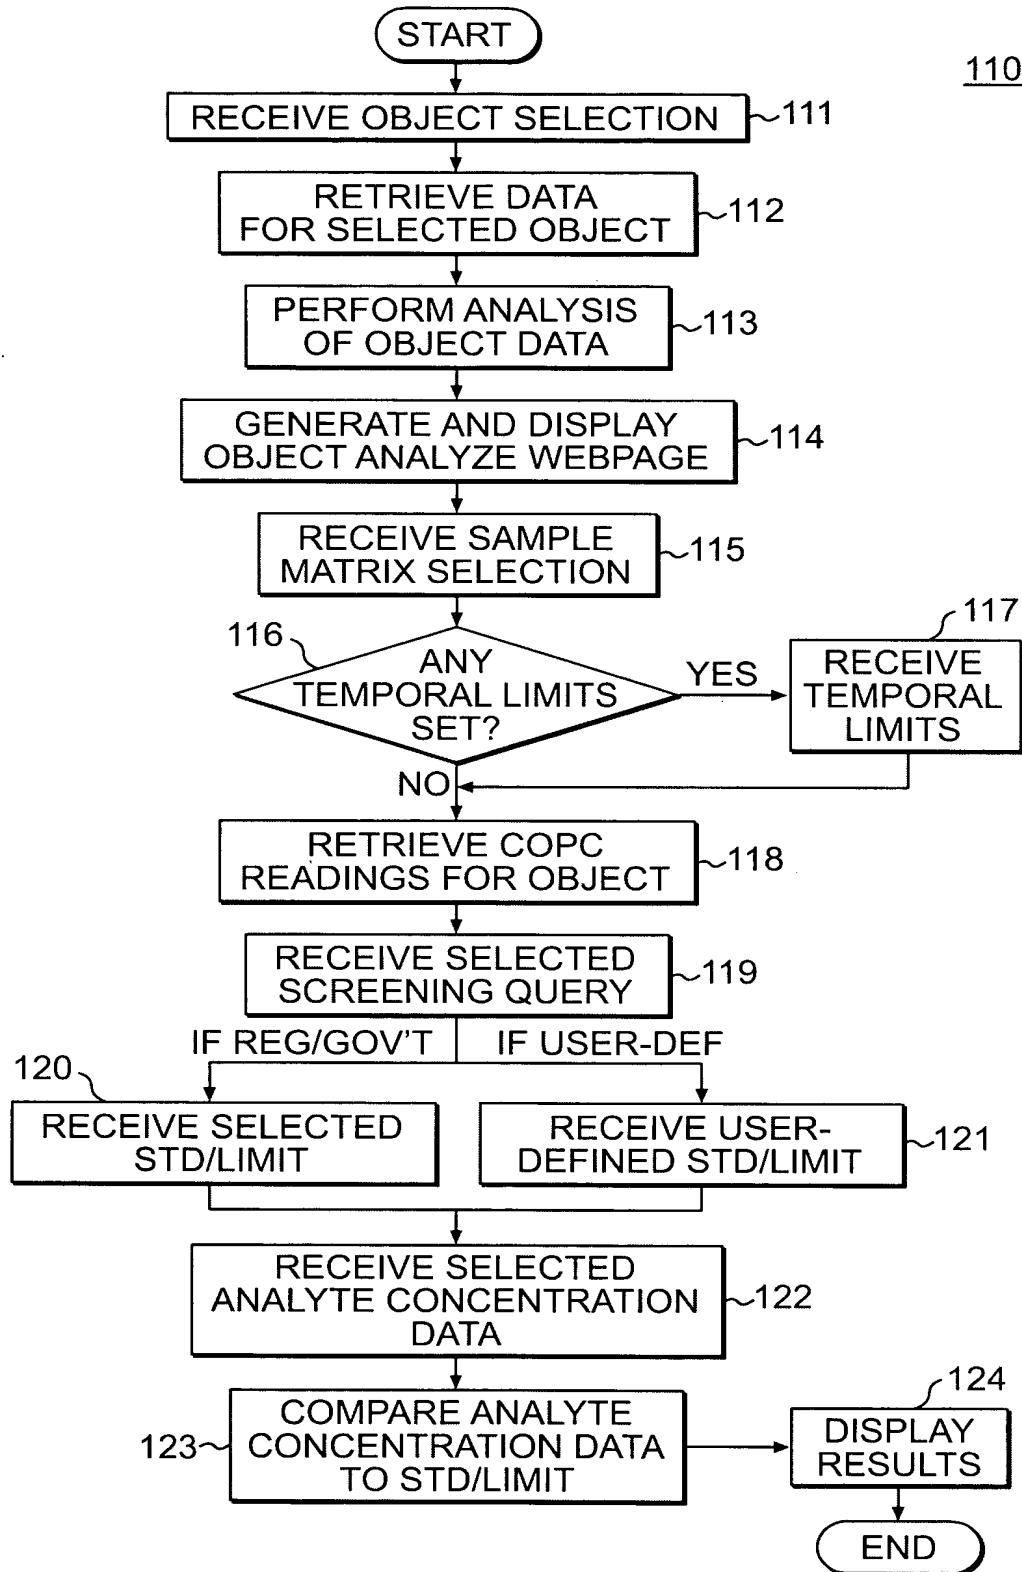 START
110
RECEIVE OBJECT SELECTION
111
RETRIEVE DATA
FOR SELECTED OBJECT
112
PERFORM ANALYSIS
OF OBJECT DATA
113
GENERATE AND DISPLAY
OBJECT ANALYZE WEBPAGE
114
RECEIVE SAMPLE
MATRIX SELECTION
115
116
ANY
TEMPORAL LIMITS
SET?
YES
117
RECEIVE
TEMPORAL
LIMITS
NO
RETRIEVE COPC
READINGS FOR OBJECT
118
RECEIVE SELECTED
SCREENING QUERY
119
IF REG/GOV'T
IF USER-DEF
120
RECEIVE SELECTED
STD/LIMIT
RECEIVE USER-
DEFINED STD/LIMIT
121
RECEIVE SELECTED
ANALYTE CONCENTRATION
DATA
122
123
COMPARE ANALYTE
CONCENTRATION DATA
TO STD/LIMIT
124
DISPLAY
RESULTS
END